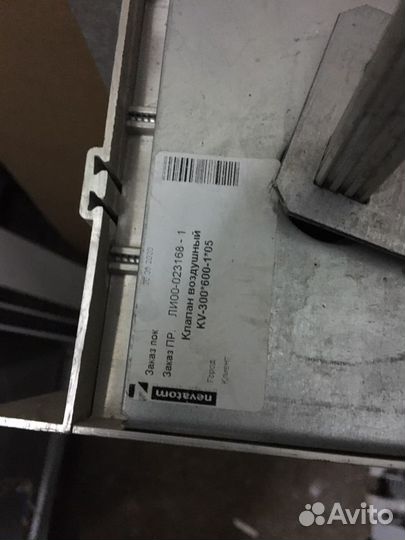 Заказ пок
Заказ ПР. ЛИ00-023168 - 1
Клапан воздушный
KV-300*600-1*05
Город
Клиент
nevatom
Avito